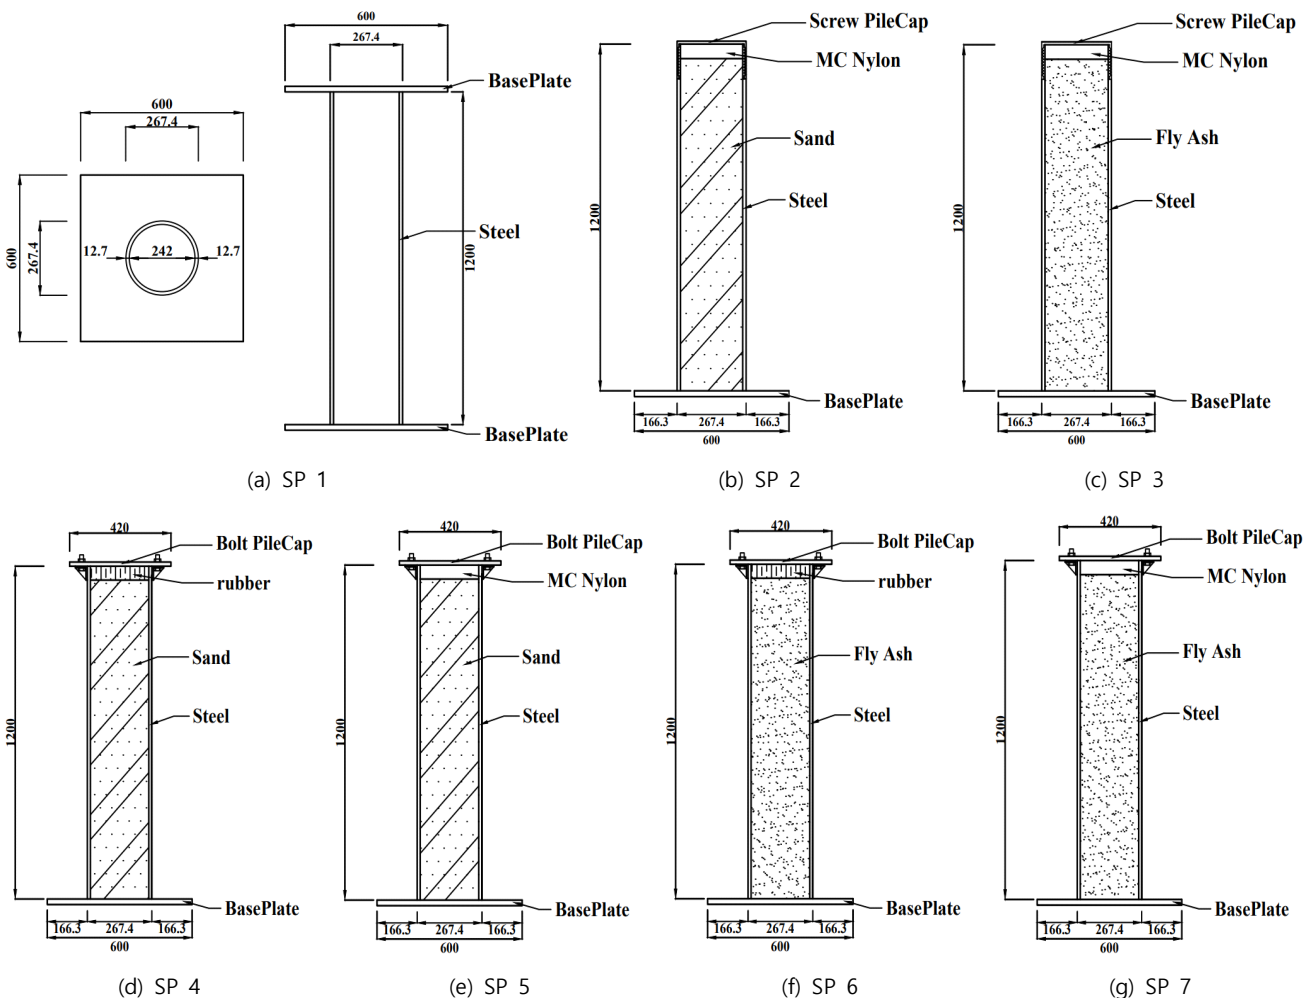 600
267.4
BasePlate
600
267.4
600
267.4
12.7
242
12.7
Steel
1200
BasePlate
(a) SP 1
Screw PileCap
MC Nylon
Sand
Steel
1200
BasePlate
166.3
267.4
166.3
600
(b) SP 2
Screw PileCap
MC Nylon
Fly Ash
Steel
1200
BasePlate
166.3
267.4
166.3
600
(c) SP 3
420
Bolt PileCap
rubber
Sand
Steel
1200
BasePlate
166.3
267.4
166.3
600
(d) SP 4
420
Bolt PileCap
MC Nylon
Sand
Steel
1200
BasePlate
166.3
267.4
166.3
600
(e) SP 5
420
Bolt PileCap
rubber
Fly Ash
Steel
1200
BasePlate
166.3
267.4
166.3
600
(f) SP 6
420
Bolt PileCap
MC Nylon
Fly Ash
Steel
1200
BasePlate
166.3
267.4
166.3
600
(g) SP 7